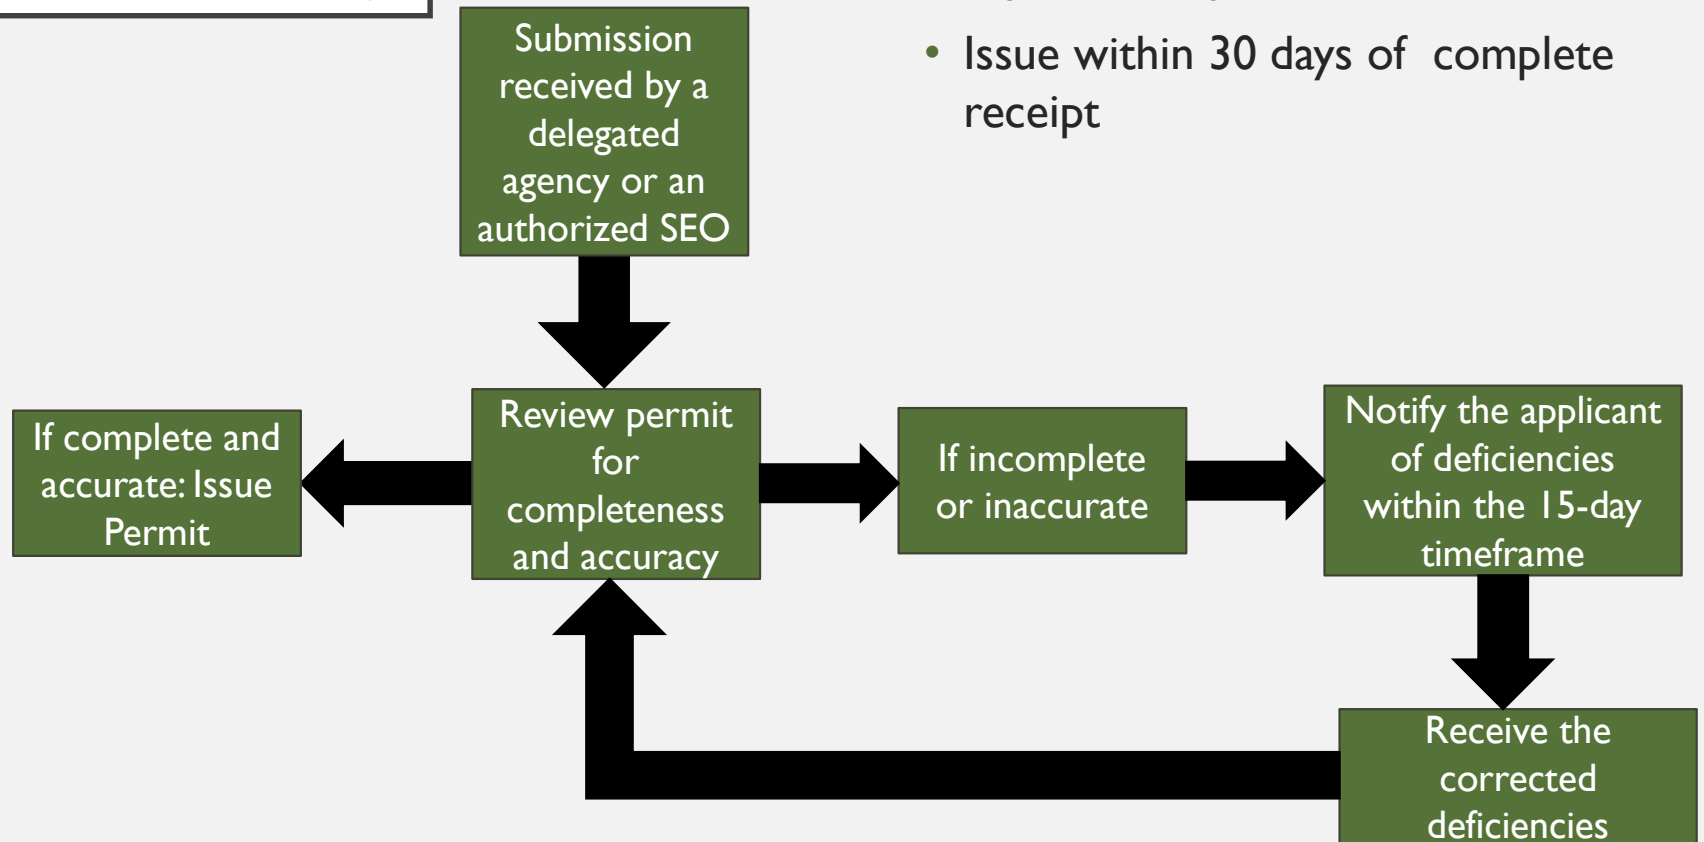 Submission
received by a
delegated
agency or an
authorized SEO
• Issue within 30 days of complete
receipt
If complete and
accurate: Issue
Permit
Review permit
for
completeness
and accuracy
If incomplete
or inaccurate
Notify the applicant
of deficiencies
within the 15-day
timeframe
Receive the
corrected
deficiencies